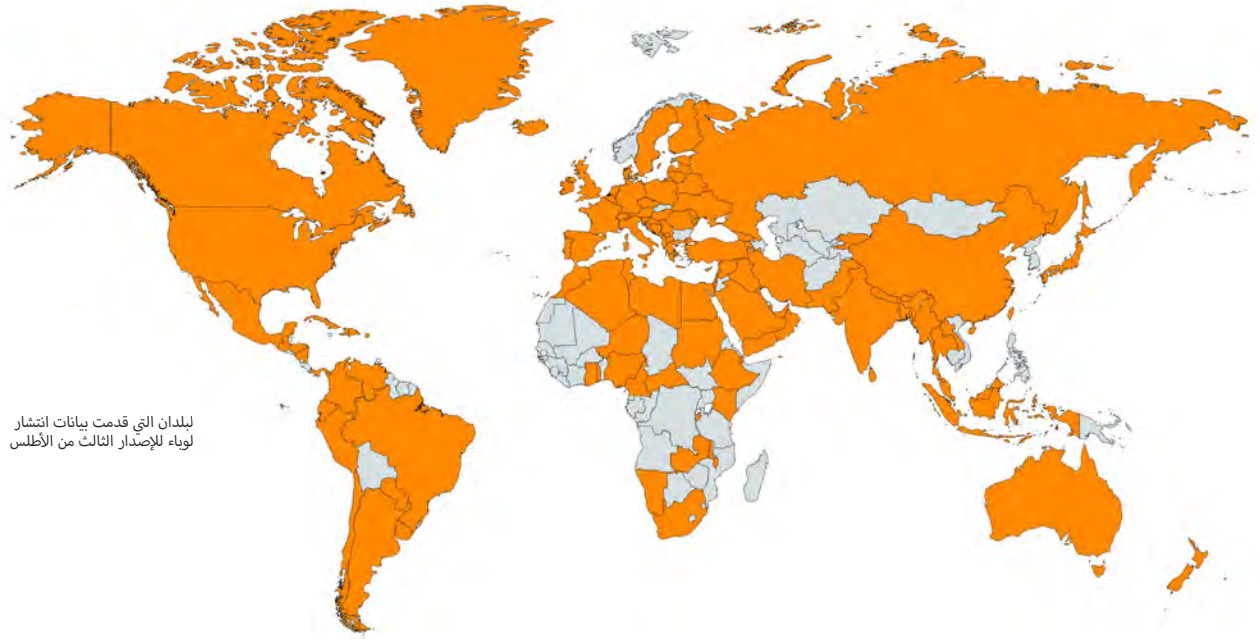 لبلدان التي قدمت بيانات انتشار
لوباء للإصدار الثالث من الأطلس